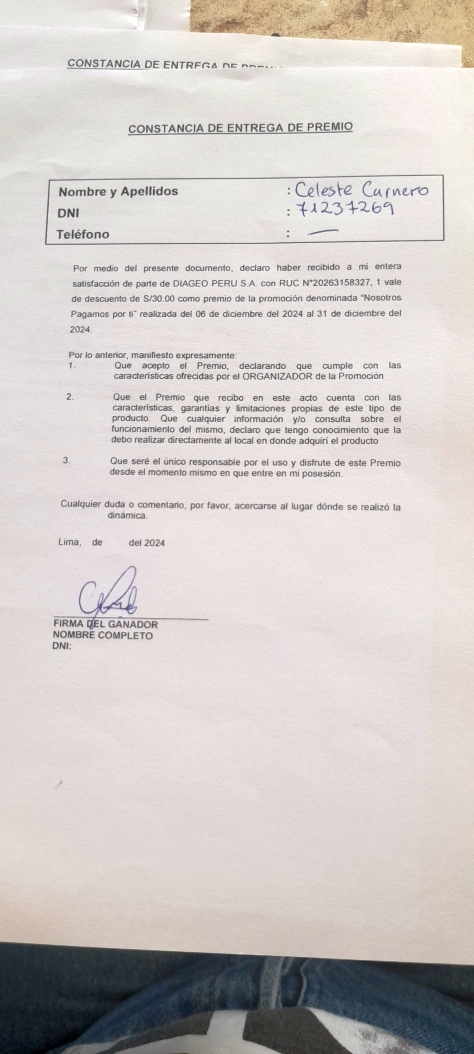 CONSTANCIA DE ENTREGA DE
CONSTANCIA DE ENTREGA DE PREMIO
Nombre y Apellidos : Celeste Carnero
DNI : 71237269
Teléfono : —
Por medio del presente documento, declaro haber recibido a mi entera
satisfacción de parte de DIAGEO PERU S.A. con RUC N°20263158327, 1 vale
de descuento de S/30.00 como premio de la promoción denominada "Nosotros
Pagamos por ti" realizada del 06 de diciembre del 2024 al 31 de diciembre del
2024.
Por lo anterior, manifiesto expresamente:
1. Que acepto el Premio, declarando que cumple con las
características ofrecidas por el ORGANIZADOR de la Promoción
2. Que el Premio que recibo en este acto cuenta con las
características, garantías y limitaciones propias de este tipo de
producto. Que cualquier información y/o consulta sobre el
funcionamiento del mismo, declaro que tengo conocimiento que la
debo realizar directamente al local en donde adquirí el producto
3. Que seré el único responsable por el uso y disfrute de este Premio
desde el momento mismo en que entre en mi posesión.
Cualquier duda o comentario, por favor, acercarse al lugar dónde se realizó la
dinámica.
Lima, de del 2024
FIRMA DEL GANADOR
NOMBRE COMPLETO
DNI: